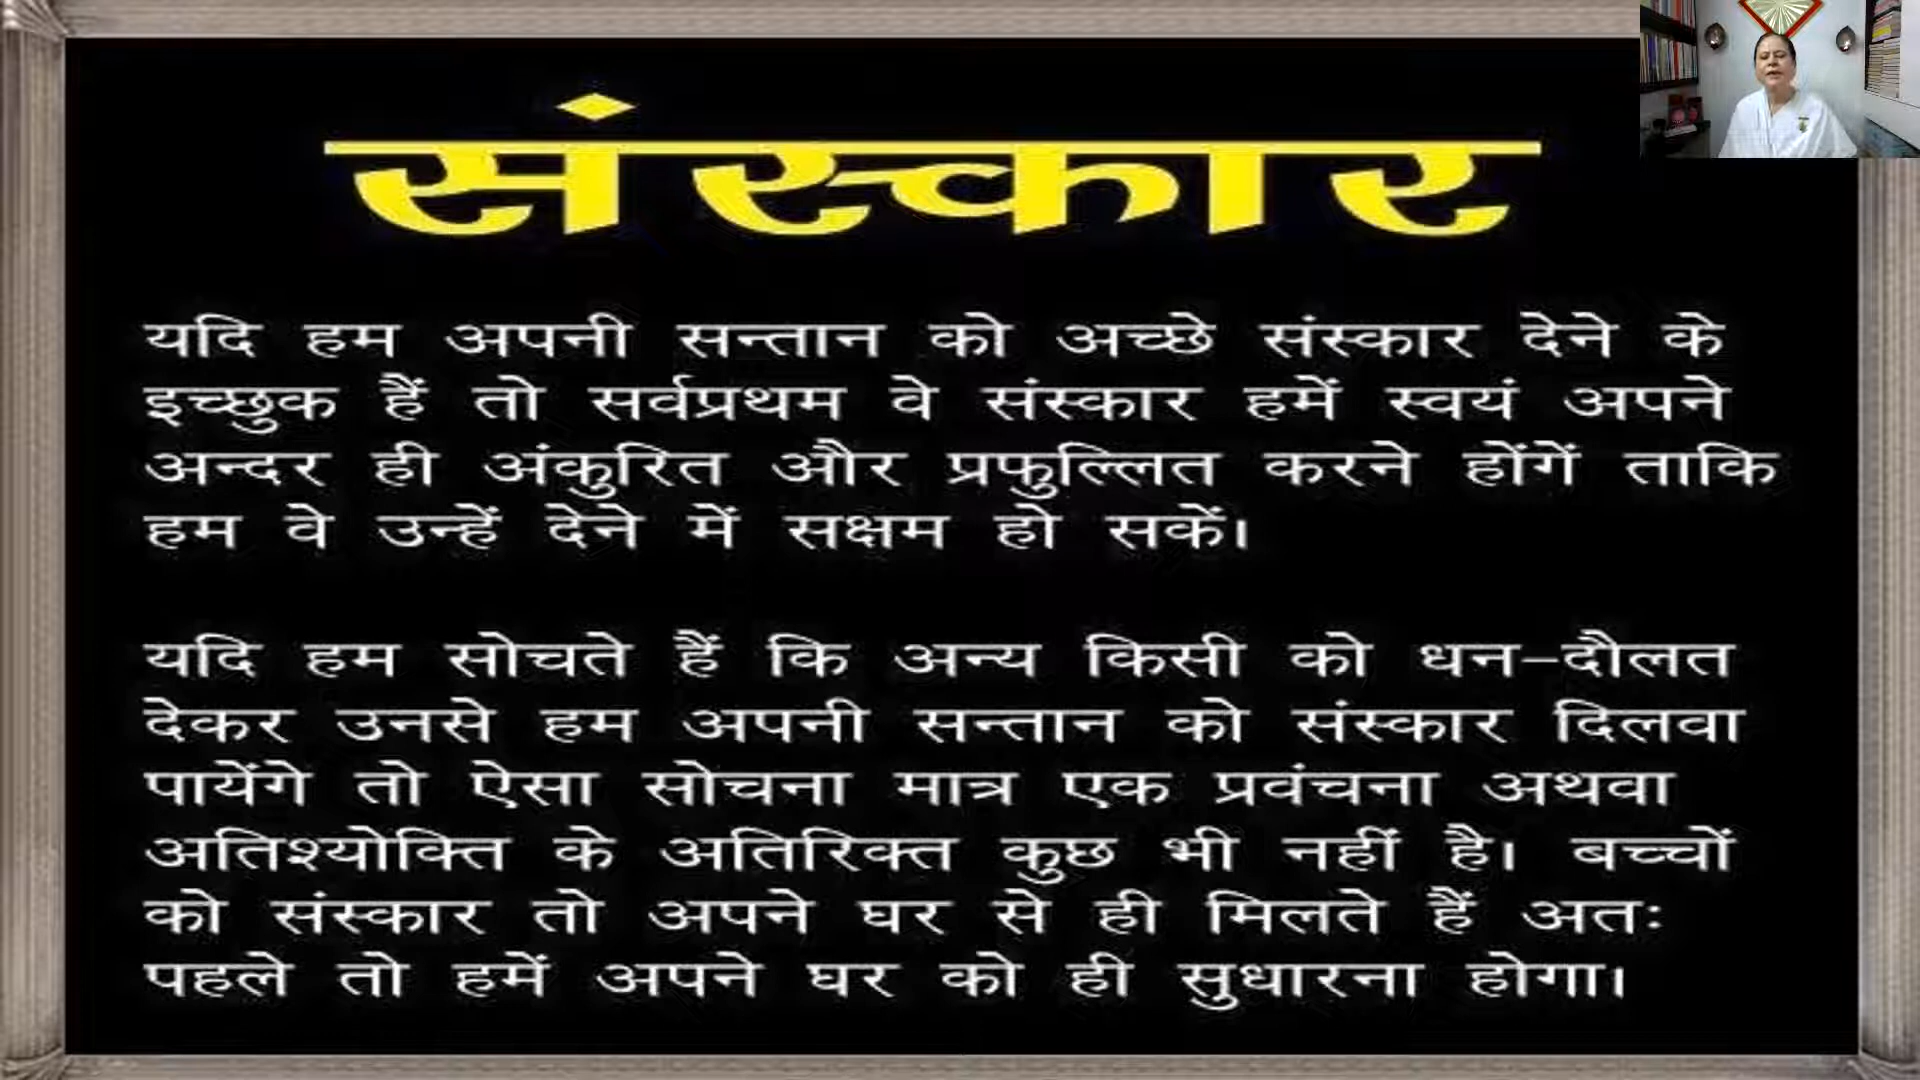 संस्कार
यदि हम अपनी सन्तान को अच्छे संस्कार देने के
इच्छुक हैं तो सर्वप्रथम वे संस्कार हमें स्वयं अपने
अन्दर ही अंकुरित और प्रफुल्लित करने होंगें ताकि
हम वे उन्हें देने में सक्षम हो सकें।
यदि हम सोचते हैं कि अन्य किसी को धन–दौलत
देकर उनसे हम अपनी सन्तान को संस्कार दिलवा
पायेंगे तो ऐसा सोचना मात्र एक प्रवंचना अथवा
अतिश्योक्ति के अतिरिक्त कुछ भी नहीं है। बच्चों
को संस्कार तो अपने घर से ही मिलते हैं अतः
पहले तो हमें अपने घर को ही सुधारना होगा।